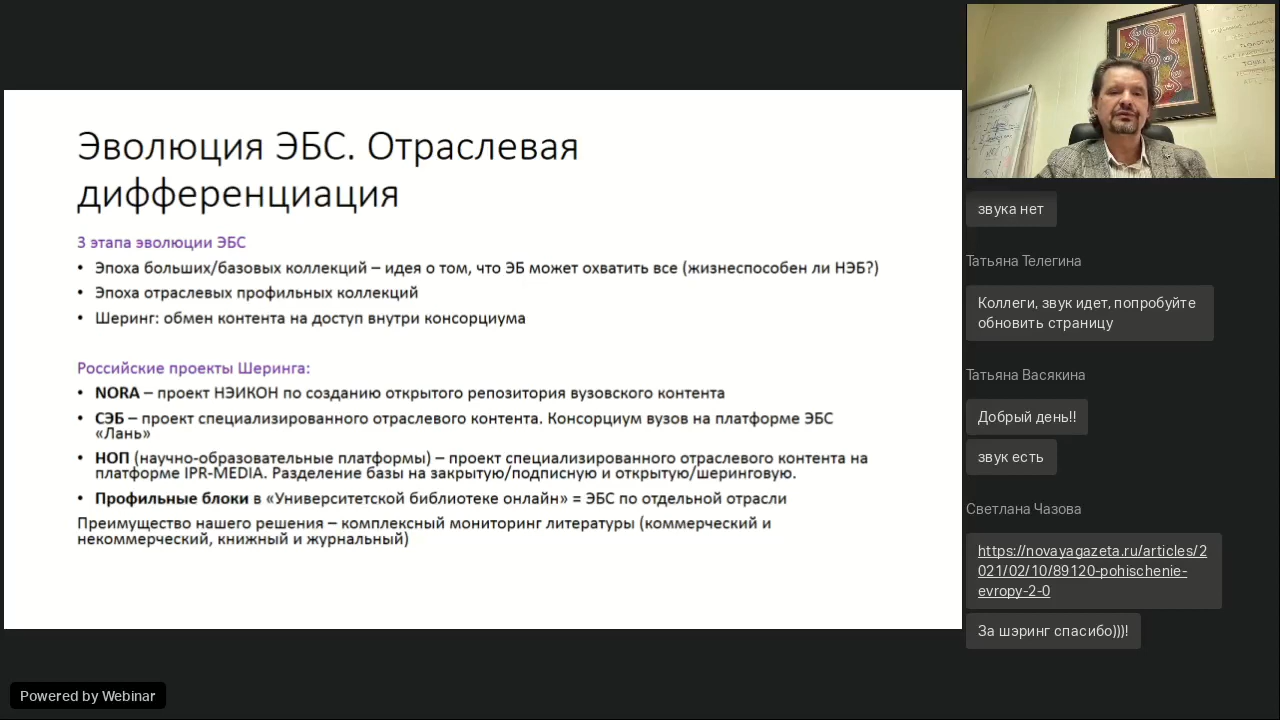 Эволюция ЭБС. Отраслевая
дифференциация
3 этапа эволюции ЭБС
• Эпоха больших/базовых коллекций – идея о том, что ЭБ может охватить все (жизнеспособен ли НЭБ?)
• Эпоха отраслевых профильных коллекций
• Шеринг: обмен контента на доступ внутри консорциума
Российские проекты Шеринга:
• NORA – проект НЭИКОН по созданию открытого репозитория вузовского контента
• СЭБ – проект специализированного отраслевого контента. Консорциум вузов на платформе ЭБС
«Лань»
• НОП (научно-образовательные платформы) – проект специализированного отраслевого контента на
платформе IPR-MEDIA. Разделение базы на закрытую/подписную и открытую/шеринговую.
• Профильные блоки в «Университетской библиотеке онлайн» = ЭБС по отдельной отрасли
Преимущество нашего решения – комплексный мониторинг литературы (коммерческий и
некоммерческий, книжный и журнальный)
звука нет
Татьяна Телегина
Коллеги, звук идет, попробуйте
обновить страницу
Татьяна Васякина
Добрый день!!
звук есть
Светлана Чазова
https://novayagazeta.ru/articles/2
021/02/10/89120-pohischenie-
evropy-2-0
За шэринг спасибо)))!
Powered by Webinar